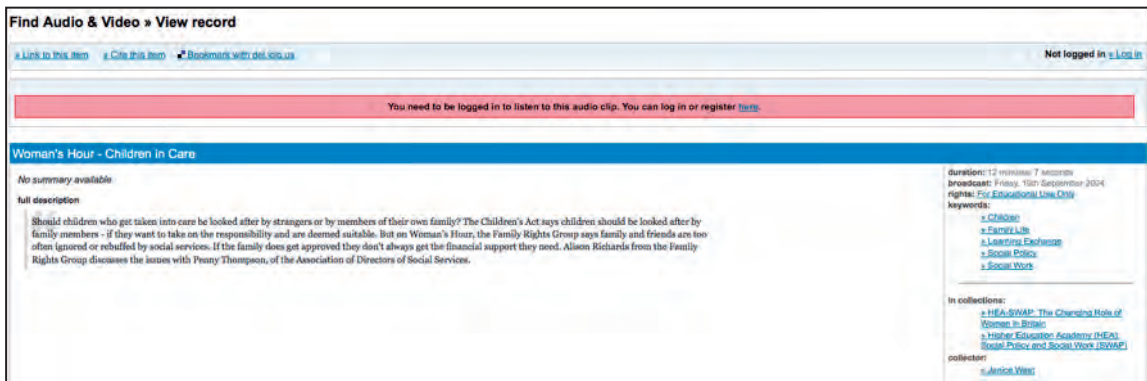 Find Audio & Video » View record
» Link to this item » Cite this item Bookmark with del.icio.us
Not logged in » Log in
You need to be logged in to listen to this audio clip. You can log in or register here.
Woman's Hour - Children in Care
No summary available
full description
Should children who get taken into care be looked after by strangers or by members of their own family? The Children's Act says children should be looked after by
family members - if they want to take on the responsibility and are deemed suitable. But on Woman's Hour, the Family Rights Group says family and friends are too
often ignored or rebuffed by social services. If the family does get approved they don't always get the financial support they need. Alison Richards from the Family
Rights Group discusses the issues with Penny Thompson, of the Association of Directors of Social Services.
duration: 12 minutes 7 seconds
broadcast: Friday, September 2004
rights: For Educational Use Only
keywords:
» Children
» Family Life
» Learning Exchange
» Social Policy
» Social Work
In collections:
» HEA-SWAP: The Changing Role of
Women in Britain
» Higher Education Academy (HEA):
Social Policy and Social Work (SWAP)
collector:
» Janice West